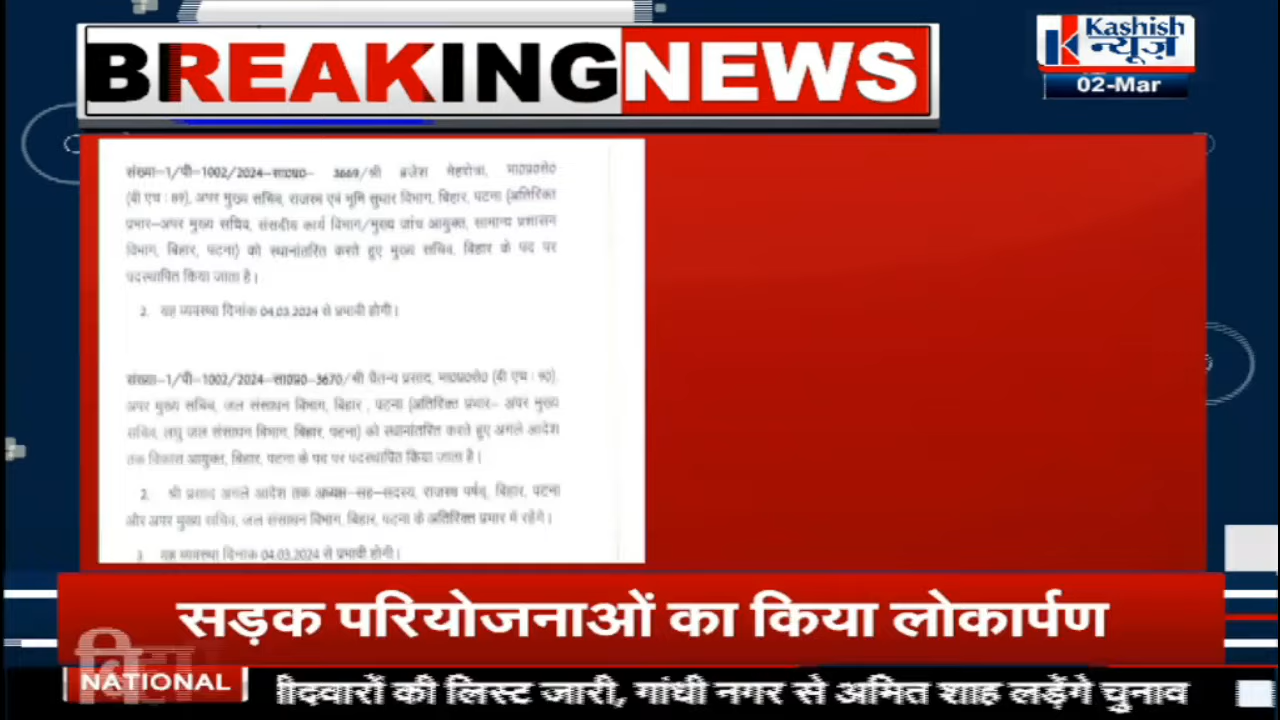 BREAKING NEWS
Kashish
न्यूज़
02-Mar
संख्या-1/पी-1002/2024-सा0प्र0- 3669/श्री ब्रजेश मेहरोत्रा, भा0प्र0से0
(बी एच : 89), अपर मुख्य सचिव, राजस्व एवं भूमि सुधार विभाग, बिहार, पटना (अतिरिक्त
प्रभार-अपर मुख्य सचिव, संसदीय कार्य विभाग/मुख्य जांच आयुक्त, सामान्य प्रशासन
विभाग, बिहार, पटना) को स्थानांतरित करते हुए मुख्य सचिव, बिहार के पद पर
पदस्थापित किया जाता है।
2. यह व्यवस्था दिनांक 04.03.2024 से प्रभावी होगी।
संख्या-1/पी-1002/2024-सा0प्र0-3670/श्री चैतन्य प्रसाद, भा0प्र0से0 (बी एच : 90),
अपर मुख्य सचिव, जल संसाधन विभाग, बिहार , पटना (अतिरिक्त प्रभार- अपर मुख्य
सचिव, लघु जल संसाधन विभाग, बिहार, पटना) को स्थानांतरित करते हुए अगले आदेश
तक विकास आयुक्त, बिहार, पटना के पद पर पदस्थापित किया जाता है।
2. श्री प्रसाद अगले आदेश तक अध्यक्ष-सह-सदस्य, राजस्व पर्षद्, बिहार, पटना
और अपर मुख्य सचिव, जल संसाधन विभाग, बिहार, पटना के अतिरिक्त प्रभार में रहेंगे।
3 यह व्यवस्था दिनांक 04.03.2024 से प्रभावी होगी।
सड़क परियोजनाओं का किया लोकार्पण
NATIONAL
ीदवारों की लिस्ट जारी, गांधी नगर से अमित शाह लड़ेंगे चुनाव